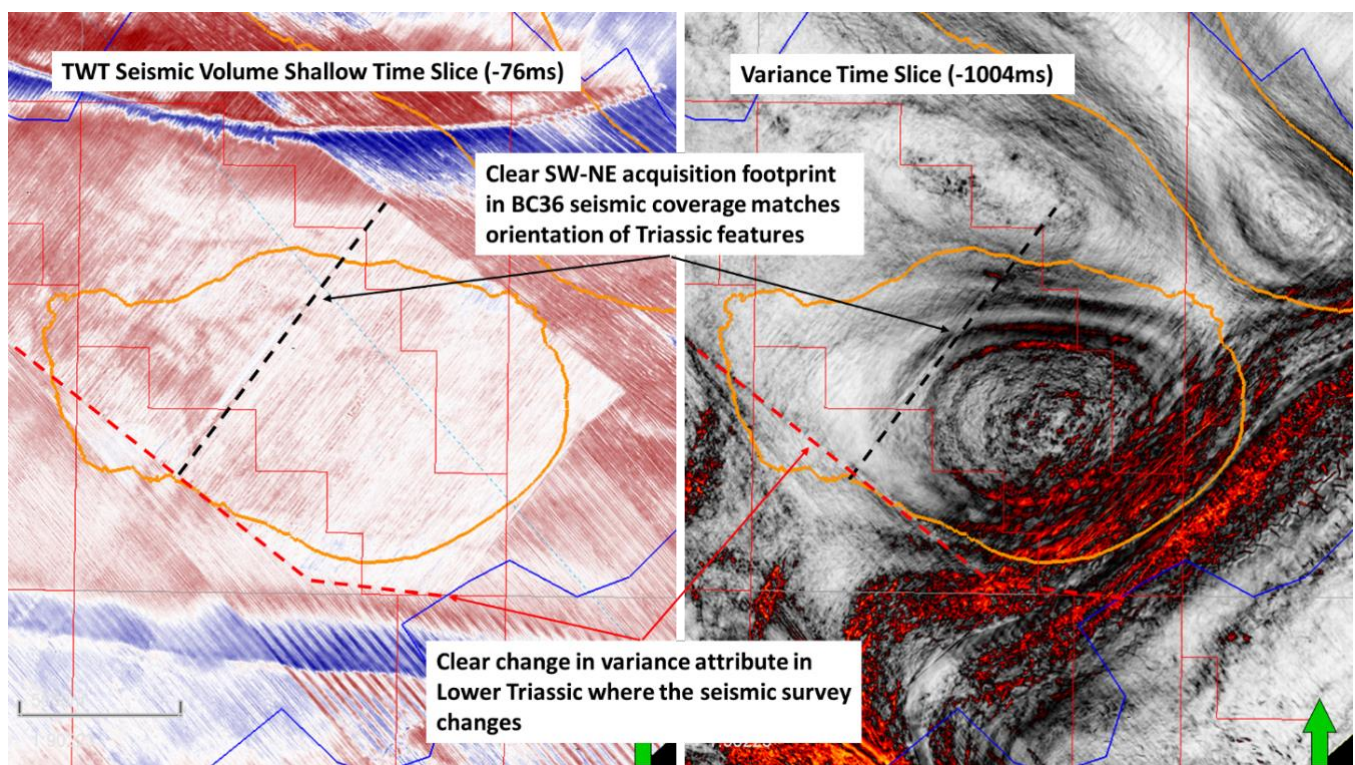 TWT Seismic Volume Shallow Time Slice (-76ms)
Variance Time Slice (-1004ms)
Clear SW-NE acquisition footprint
in BC36 seismic coverage matches
orientation of Triassic features
Clear change in variance attribute in
Lower Triassic where the seismic survey
changes